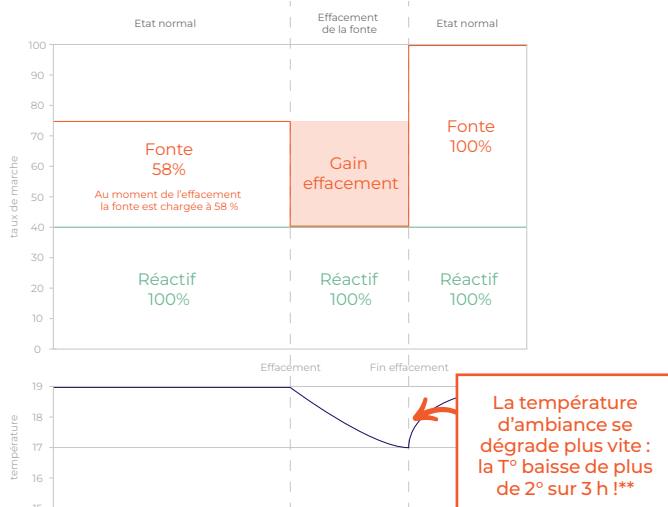 Etat normal
Effacement
de la fonte
Etat normal
100
90
80
70
60
50
40
30
20
10
0
taux de marche
Fonte
58%
Au moment de l'effacement
la fonte est chargée à 58 %
Gain
effacement
Fonte
100%
Réactif
100%
Réactif
100%
Réactif
100%
Effacement
Fin effacement
19
18
17
16
15
température
La température
d'ambiance se
dégrade plus vite :
la T° baisse de plus
de 2° sur 3 h !**